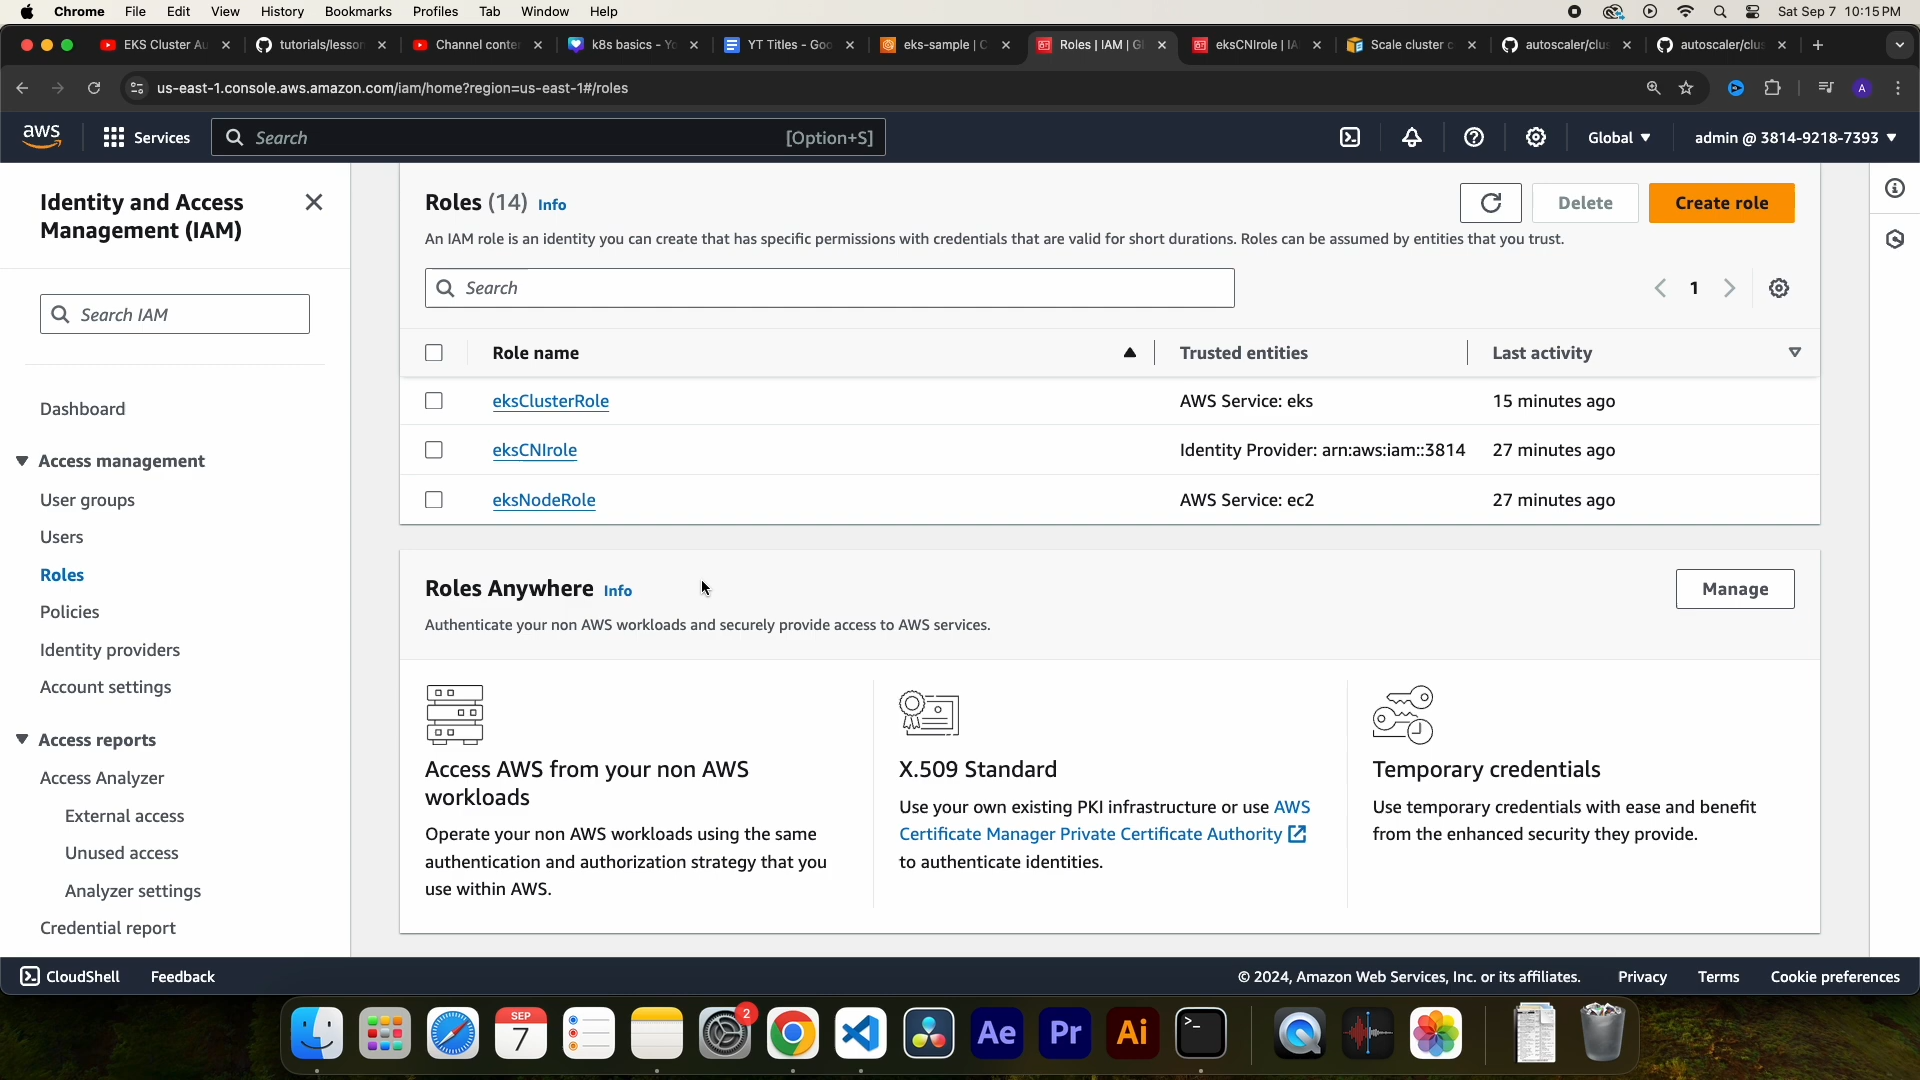 Chrome File Edit View History Bookmarks Profiles Tab Window Help Sat Sep 7 10:15 PM
EKS Cluster Au tutorials/lesson Channel conten k8s basics - Yo YT Titles - Goo eks-sample | C Roles | IAM | Gl eksCNIrole | IA Scale cluster c autoscaler/clus autoscaler/clus
us-east-1.console.aws.amazon.com/iam/home?region=us-east-1#/roles A
aws Services Search [Option+S] Global admin @ 3814-9218-7393
Identity and Access
Management (IAM)
Search IAM
Dashboard
Access management
User groups
Users
Roles
Policies
Identity providers
Account settings
Access reports
Access Analyzer
External access
Unused access
Analyzer settings
Credential report
Roles (14) Info Delete Create role
An IAM role is an identity you can create that has specific permissions with credentials that are valid for short durations. Roles can be assumed by entities that you trust.
Search 1
Role name Trusted entities Last activity
eksClusterRole AWS Service: eks 15 minutes ago
eksCNIrole Identity Provider: arn:aws:iam::3814 27 minutes ago
eksNodeRole AWS Service: ec2 27 minutes ago
Roles Anywhere Info Manage
Authenticate your non AWS workloads and securely provide access to AWS services.
Access AWS from your non AWS
workloads
Operate your non AWS workloads using the same
authentication and authorization strategy that you
use within AWS.
X.509 Standard
Use your own existing PKI infrastructure or use AWS
Certificate Manager Private Certificate Authority
to authenticate identities.
Temporary credentials
Use temporary credentials with ease and benefit
from the enhanced security they provide.
CloudShell Feedback © 2024, Amazon Web Services, Inc. or its affiliates. Privacy Terms Cookie preferences
SEP
7
2
Ae Pr Ai